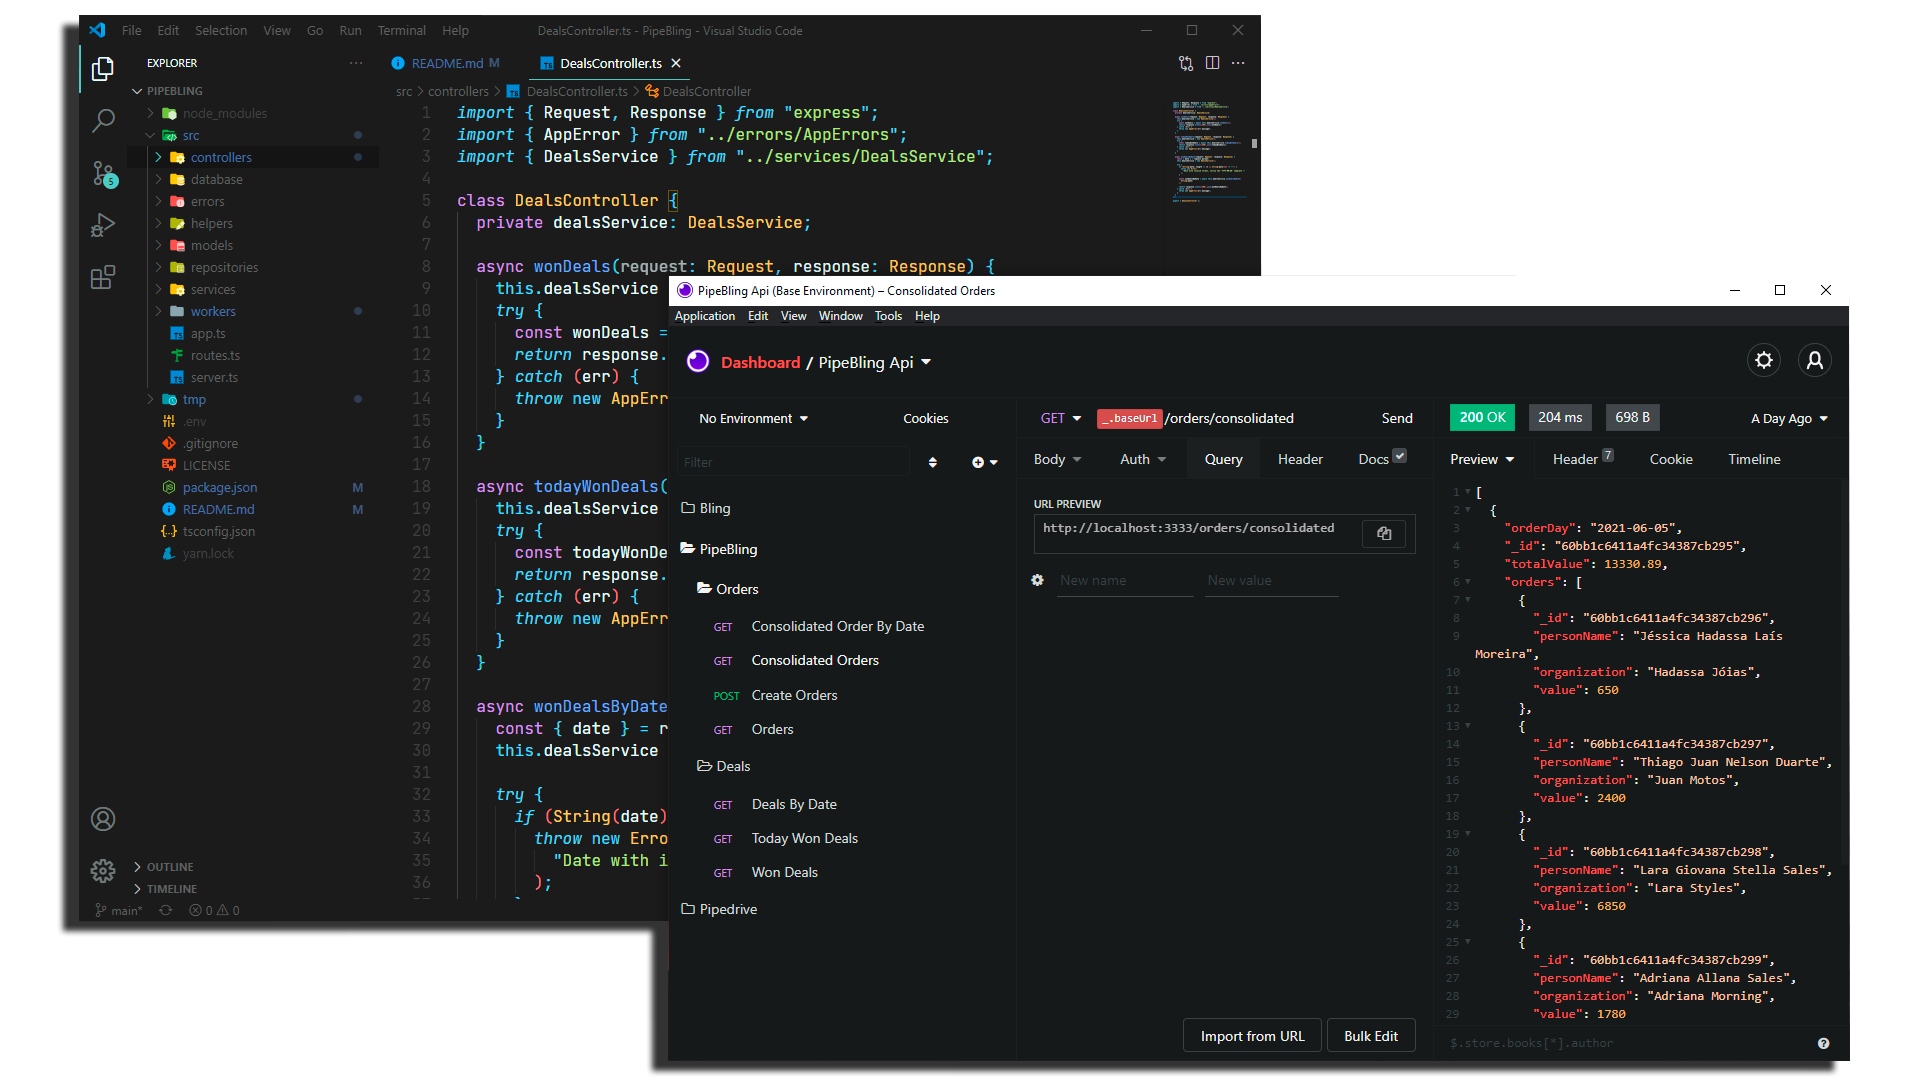 File Edit Selection View Go Run Terminal Help
DealsController.ts - PipeBling - Visual Studio Code
EXPLORER
PIPEBLING
node_modules
src
controllers
database
errors
helpers
models
repositories
services
workers
app.ts
routes.ts
server.ts
tmp
.env
.gitignore
LICENSE
package.json M
README.md M
tsconfig.json
yarn.lock
5
OUTLINE
TIMELINE
main* 0 0
README.md M
DealsController.ts
src > controllers > DealsController.ts > DealsController
1 import { Request, Response } from "express";
2 import { AppError } from "../errors/AppErrors";
3 import { DealsService } from "../services/DealsService";
4
5 class DealsController {
6 private dealsService: DealsService;
7
8 async wonDeals(request: Request, response: Response) {
9 this.dealsService
10 try {
11 const wonDeals =
12 return response.
13 } catch (err) {
14 throw new AppErr
15 }
16 }
17
18 async todayWonDeals(
19 this.dealsService
20 try {
21 const todayWonDe
22 return response.
23 } catch (err) {
24 throw new AppErr
25 }
26 }
27
28 async wonDealsByDate
29 const { date } = r
30 this.dealsService
31
32 try {
33 if (String(date)
34 throw new Erro
35 "Date with i
36 );
PipeBling Api (Base Environment) – Consolidated Orders
Application Edit View Window Tools Help
Dashboard / PipeBling Api
No Environment
Cookies
Filter
Bling
PipeBling
Orders
GET Consolidated Order By Date
GET Consolidated Orders
POST Create Orders
GET Orders
Deals
GET Deals By Date
GET Today Won Deals
GET Won Deals
Pipedrive
GET _.baseUrl /orders/consolidated Send
Body Auth Query Header Docs
URL PREVIEW
http://localhost:3333/orders/consolidated
New name New value
Import from URL Bulk Edit
200 OK 204 ms 698 B A Day Ago
Preview Header 7 Cookie Timeline
1 [
2 {
3 "orderDay": "2021-06-05",
4 "_id": "60bb1c6411a4fc34387cb295",
5 "totalValue": 13330.89,
6 "orders": [
7 {
8 "_id": "60bb1c6411a4fc34387cb296",
9 "personName": "Jéssica Hadassa Laís
Moreira",
10 "organization": "Hadassa Jóias",
11 "value": 650
12 },
13 {
14 "_id": "60bb1c6411a4fc34387cb297",
15 "personName": "Thiago Juan Nelson Duarte",
16 "organization": "Juan Motos",
17 "value": 2400
18 },
19 {
20 "_id": "60bb1c6411a4fc34387cb298",
21 "personName": "Lara Giovana Stella Sales",
22 "organization": "Lara Styles",
23 "value": 6850
24 },
25 {
26 "_id": "60bb1c6411a4fc34387cb299",
27 "personName": "Adriana Allana Sales",
28 "organization": "Adriana Morning",
29 "value": 1780
$.store.books[*].author